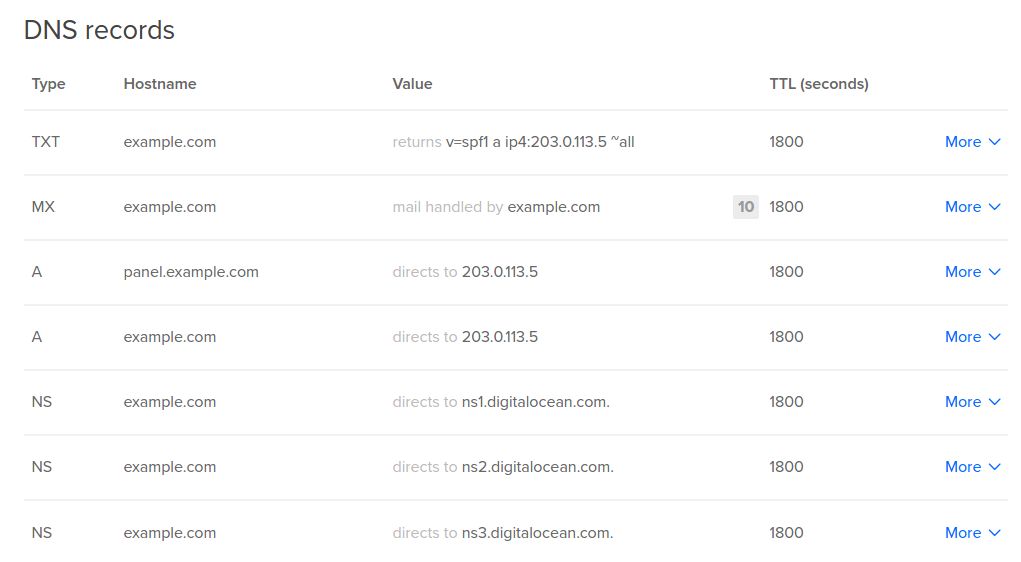 DNS records
Type Hostname Value TTL (seconds)
TXT example.com returns v=spf1 a ip4:203.0.113.5 ~all 1800 More
MX example.com mail handled by example.com 10 1800 More
A panel.example.com directs to 203.0.113.5 1800 More
A example.com directs to 203.0.113.5 1800 More
NS example.com directs to ns1.digitalocean.com. 1800 More
NS example.com directs to ns2.digitalocean.com. 1800 More
NS example.com directs to ns3.digitalocean.com. 1800 More